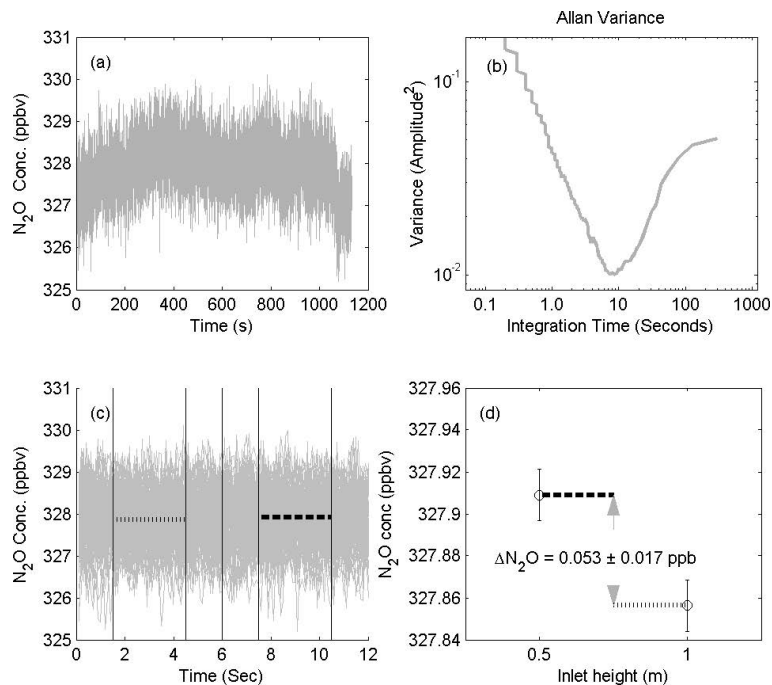 (a)
N2O Conc. (ppbv)
331
330
329
328
327
326
325
0 200 400 600 800 1000 1200
Time (s)
Allan Variance
(b)
Variance (Amplitude²)
10⁻¹
10⁻²
0.1 1.0 10 100 1000
Integration Time (Seconds)
(c)
N2O Conc. (ppbv)
331
330
329
328
327
326
325
0 2 4 6 8 10 12
Time (Sec)
(d)
N2O conc (ppbv)
327.96
327.94
327.92
327.9
327.88
327.86
327.84
ΔN2O = 0.053 ± 0.017 ppb
0.5 1
Inlet height (m)